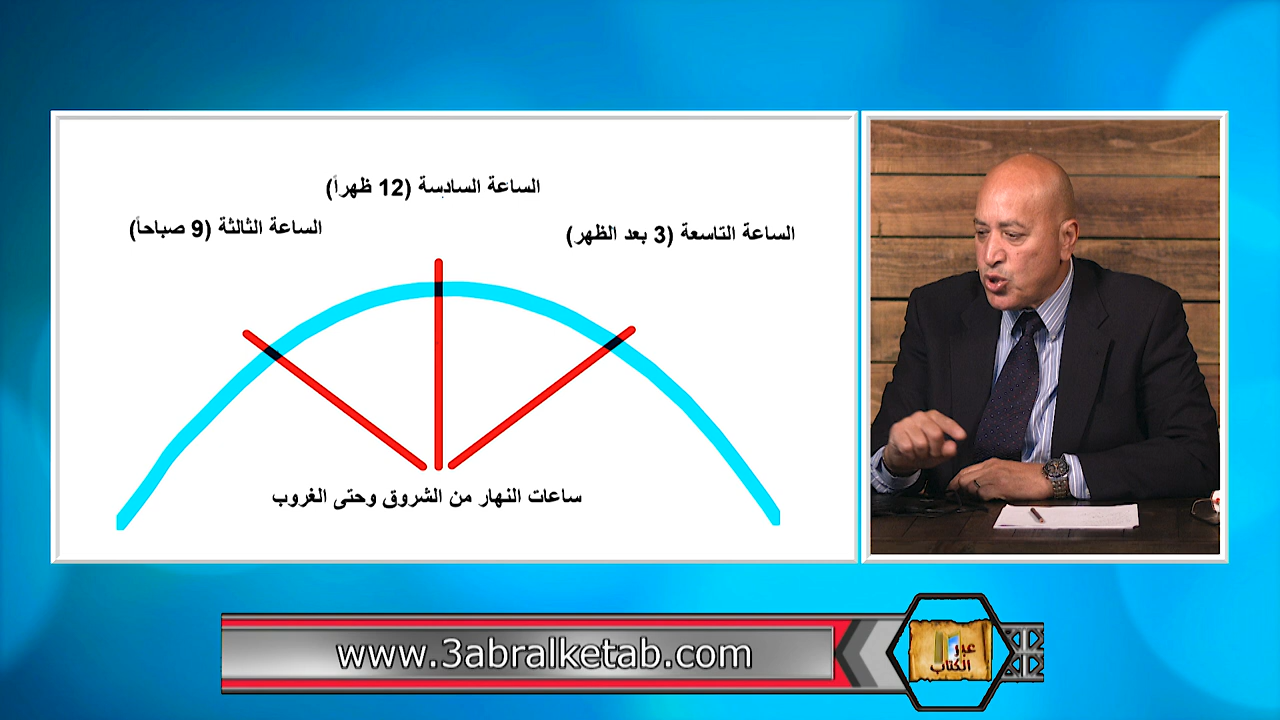 الساعة السادسة (12 ظهراً)
الساعة التاسعة (3 بعد الظهر)
الساعة الثالثة (9 صباحاً)
ساعات النهار من الشروق وحتى الغروب
www.3abralketab.com
عبر
الكتاب